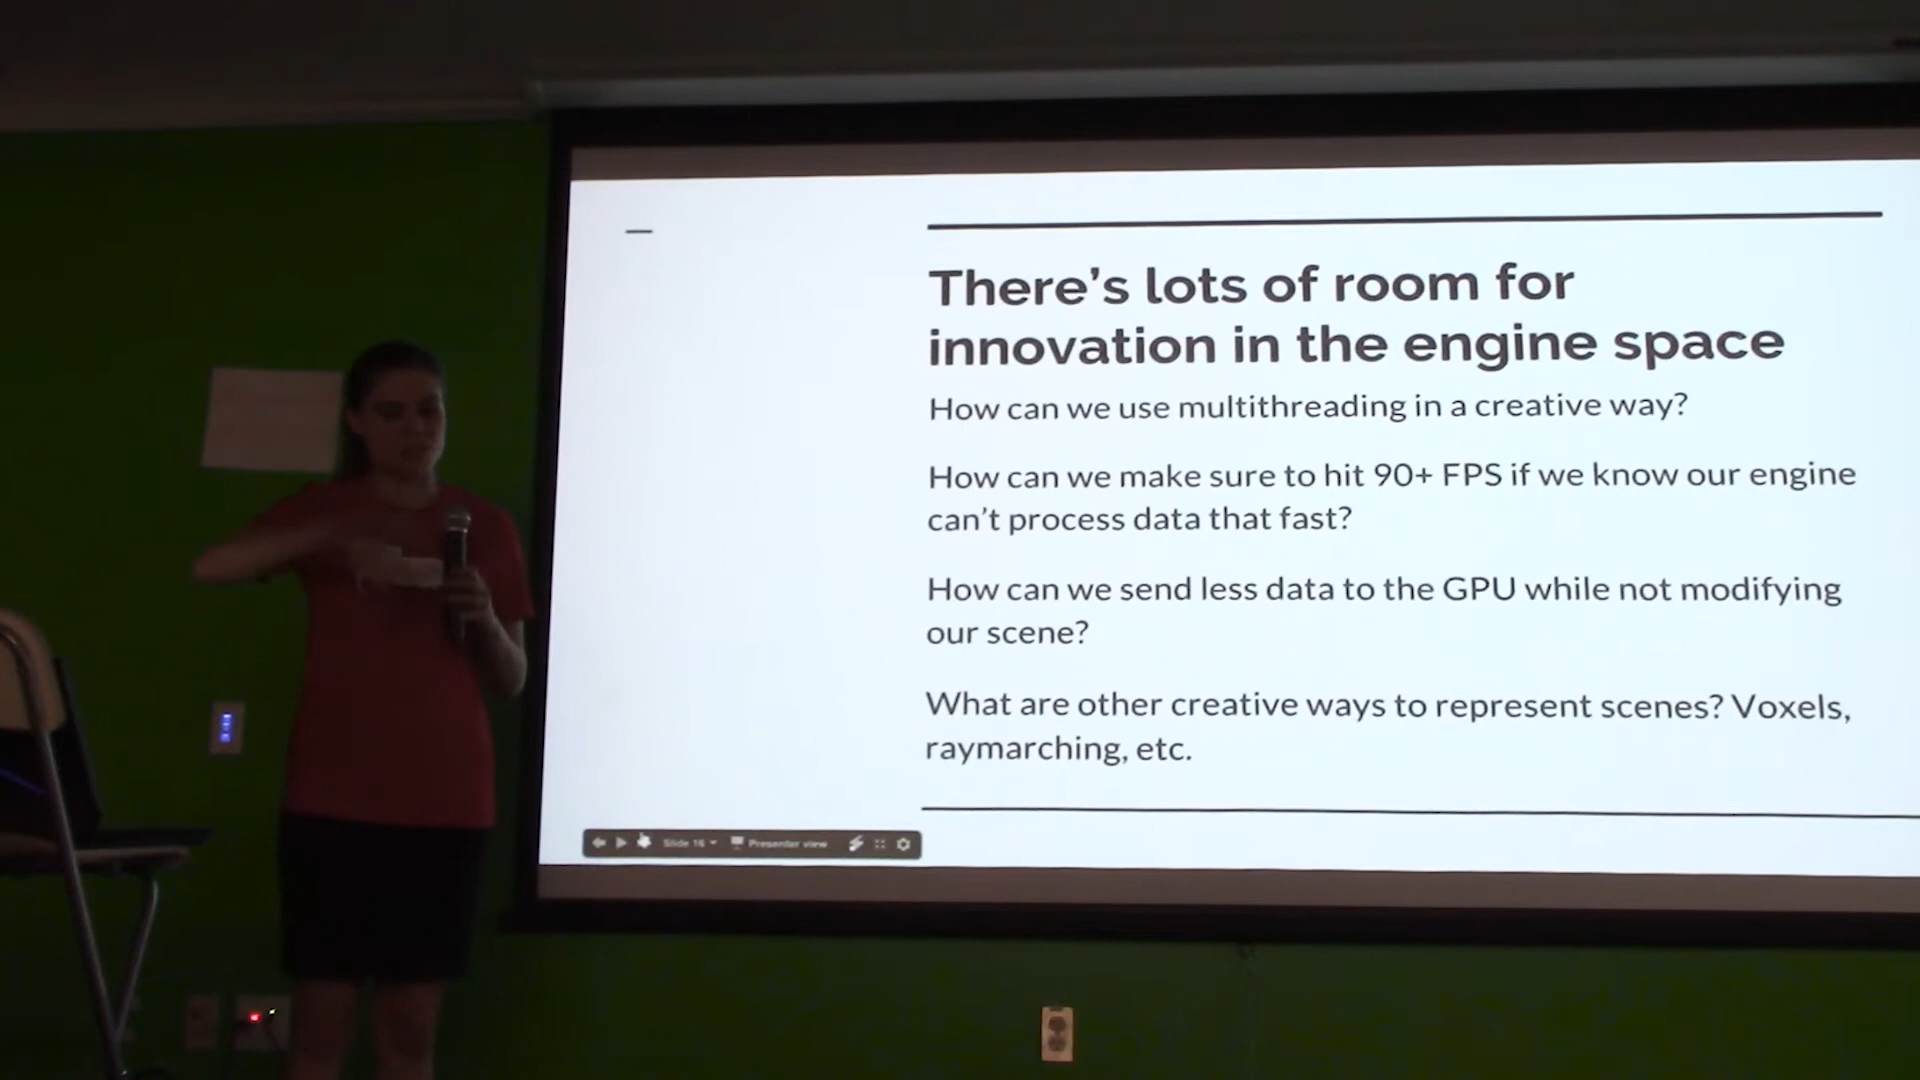 There's lots of room for
innovation in the engine space
How can we use multithreading in a creative way?
How can we make sure to hit 90+ FPS if we know our engine
can't process data that fast?
How can we send less data to the GPU while not modifying
our scene?
What are other creative ways to represent scenes? Voxels,
raymarching, etc.
Slide 16 Presenter view